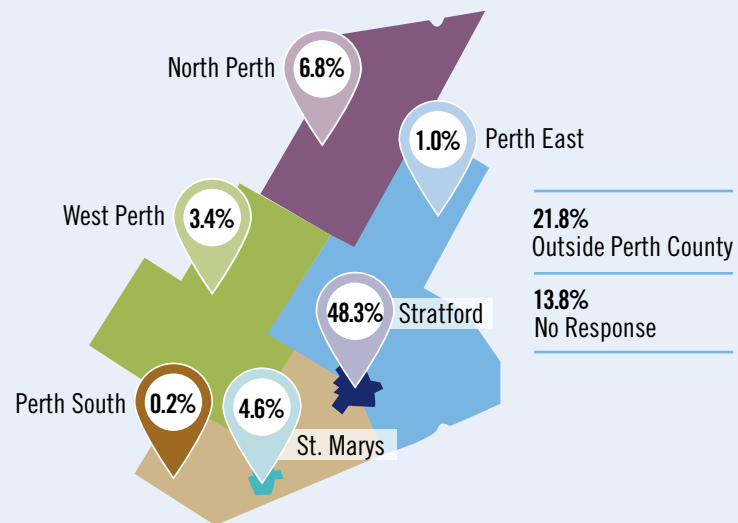 North Perth
6.8%
1.0%
Perth East
West Perth
3.4%
21.8%
Outside Perth County
48.3%
Stratford
13.8%
No Response
Perth South
0.2%
4.6%
St. Marys